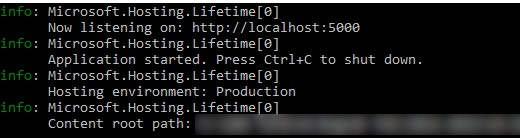 info: Microsoft.Hosting.Lifetime[0]
Now listening on: http://localhost:5000
info: Microsoft.Hosting.Lifetime[0]
Application started. Press Ctrl+C to shut down.
info: Microsoft.Hosting.Lifetime[0]
Hosting environment: Production
info: Microsoft.Hosting.Lifetime[0]
Content root path: